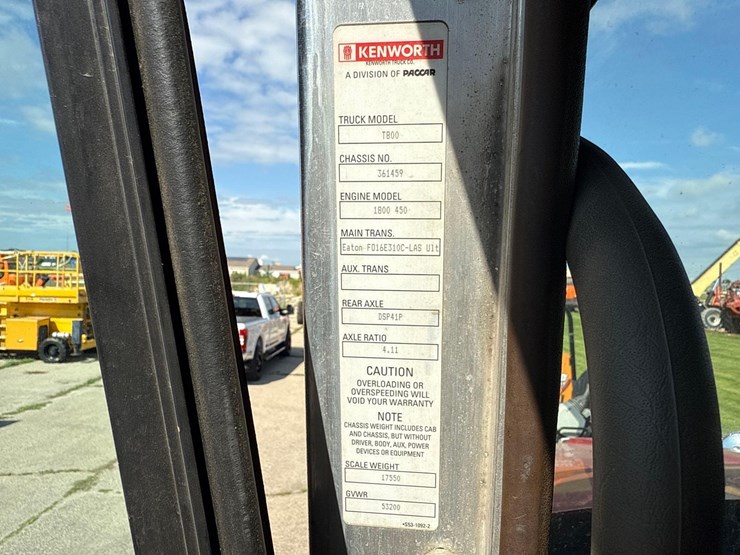 KENWORTH
KENWORTH TRUCK CO.
A DIVISION OF PACCAR
TRUCK MODEL
T800
CHASSIS NO.
361459
ENGINE MODEL
1800 450
MAIN TRANS.
Eaton FO16E310C-LAS Ult
AUX. TRANS
REAR AXLE
DSP41P
AXLE RATIO
4.11
CAUTION
OVERLOADING OR
OVERSPEEDING WILL
VOID YOUR WARRANTY
NOTE
CHASSIS WEIGHT INCLUDES CAB
AND CHASSIS, BUT WITHOUT
DRIVER, BODY, AUX, POWER
DEVICES OR EQUIPMENT
SCALE WEIGHT
17550
GVWR
53200
+S53-1092-2